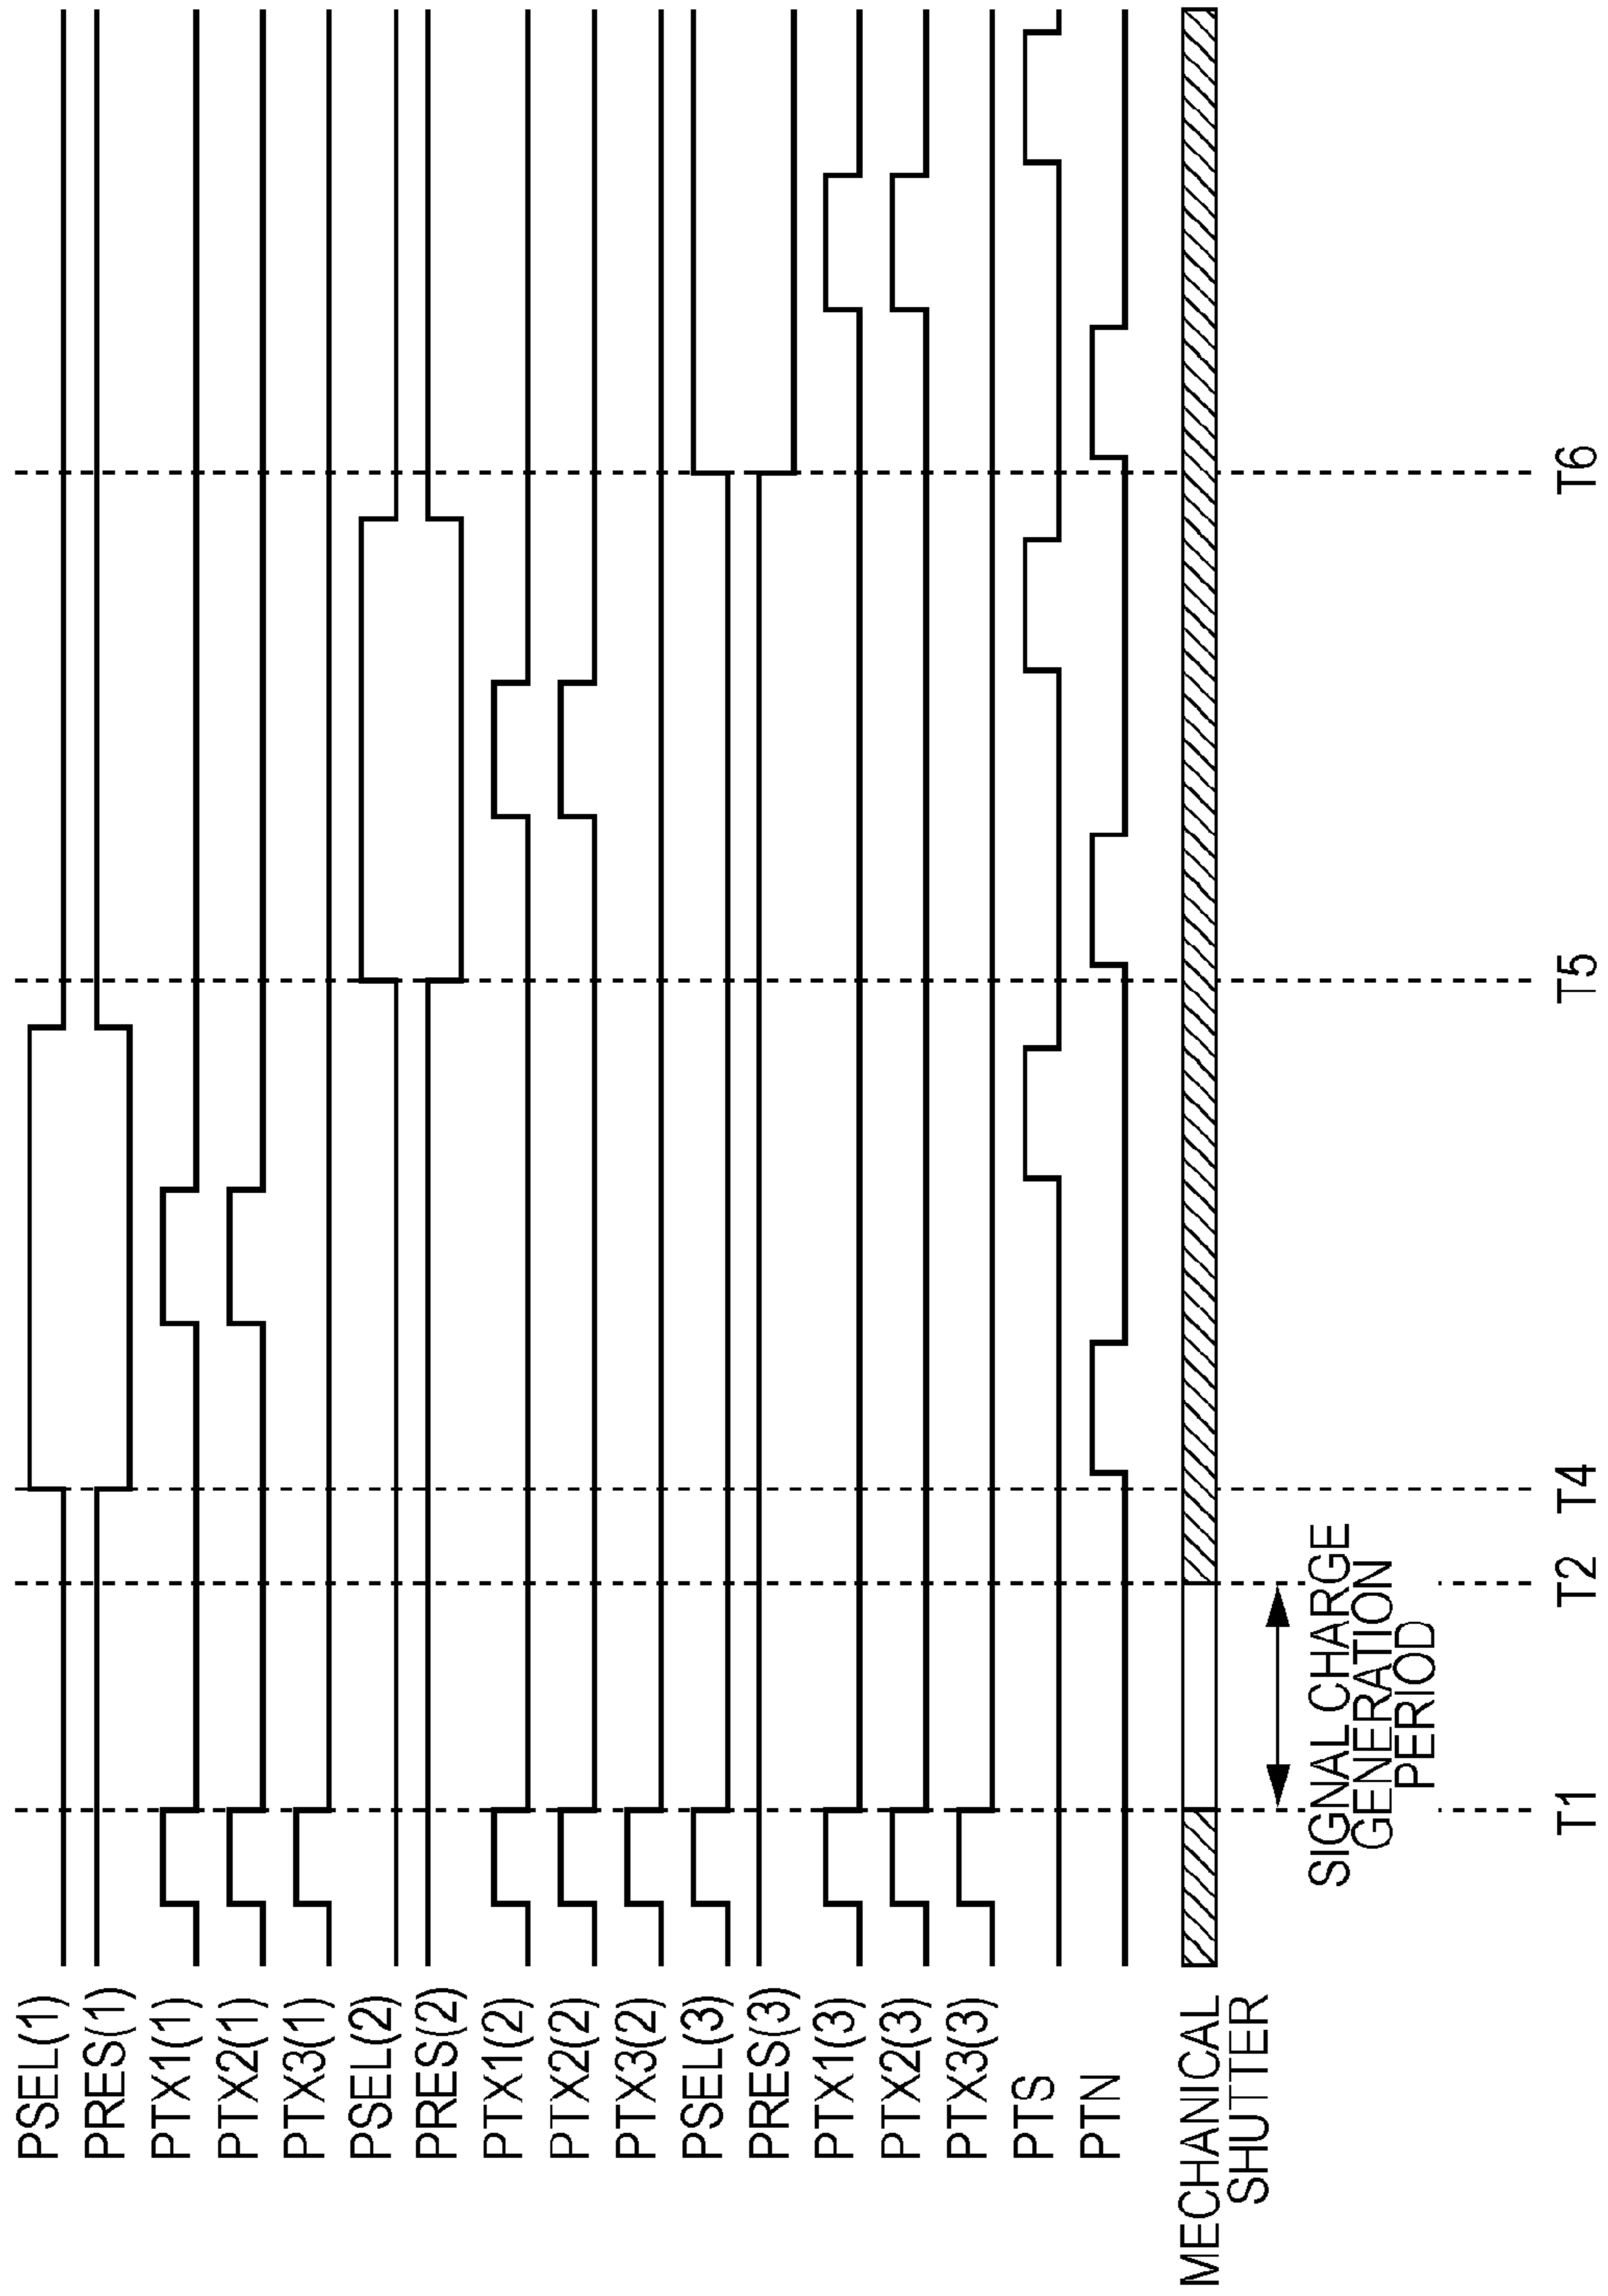 PSEL(1)
PRES(1)
PTX1(1)
PTX2(1)
PTX3(1)
PSEL(2)
PRES(2)
PTX1(2)
PTX2(2)
PTX3(2)
PSEL(3)
PRES(3)
PTX1(3)
PTX2(3)
PTX3(3)
PTS
PTN
MECHANICAL
SHUTTER
SIGNAL CHARGE
GENERATION
PERIOD
T1 T2 T4 T5 T6